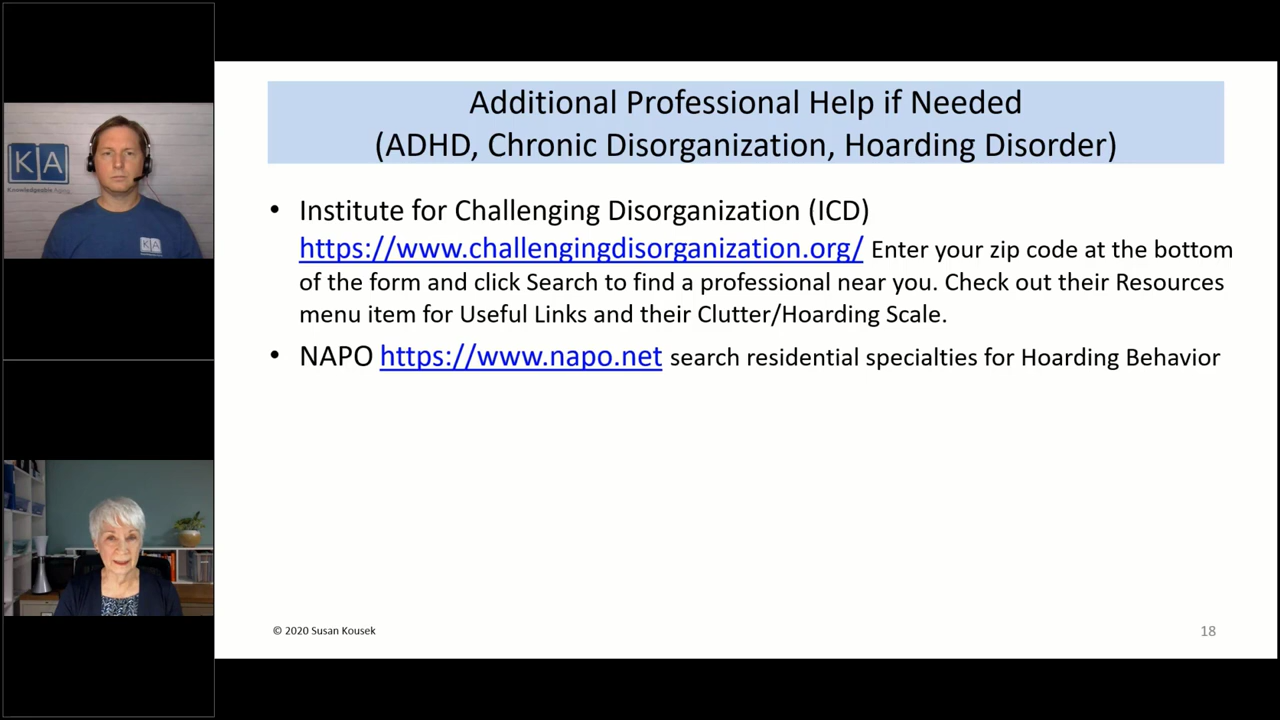 KA
Knowledgeable Aging
KA
Additional Professional Help if Needed
(ADHD, Chronic Disorganization, Hoarding Disorder)
• Institute for Challenging Disorganization (ICD)
https://www.challengingdisorganization.org/ Enter your zip code at the bottom
of the form and click Search to find a professional near you. Check out their Resources
menu item for Useful Links and their Clutter/Hoarding Scale.
• NAPO https://www.napo.net search residential specialties for Hoarding Behavior
© 2020 Susan Kousek
18